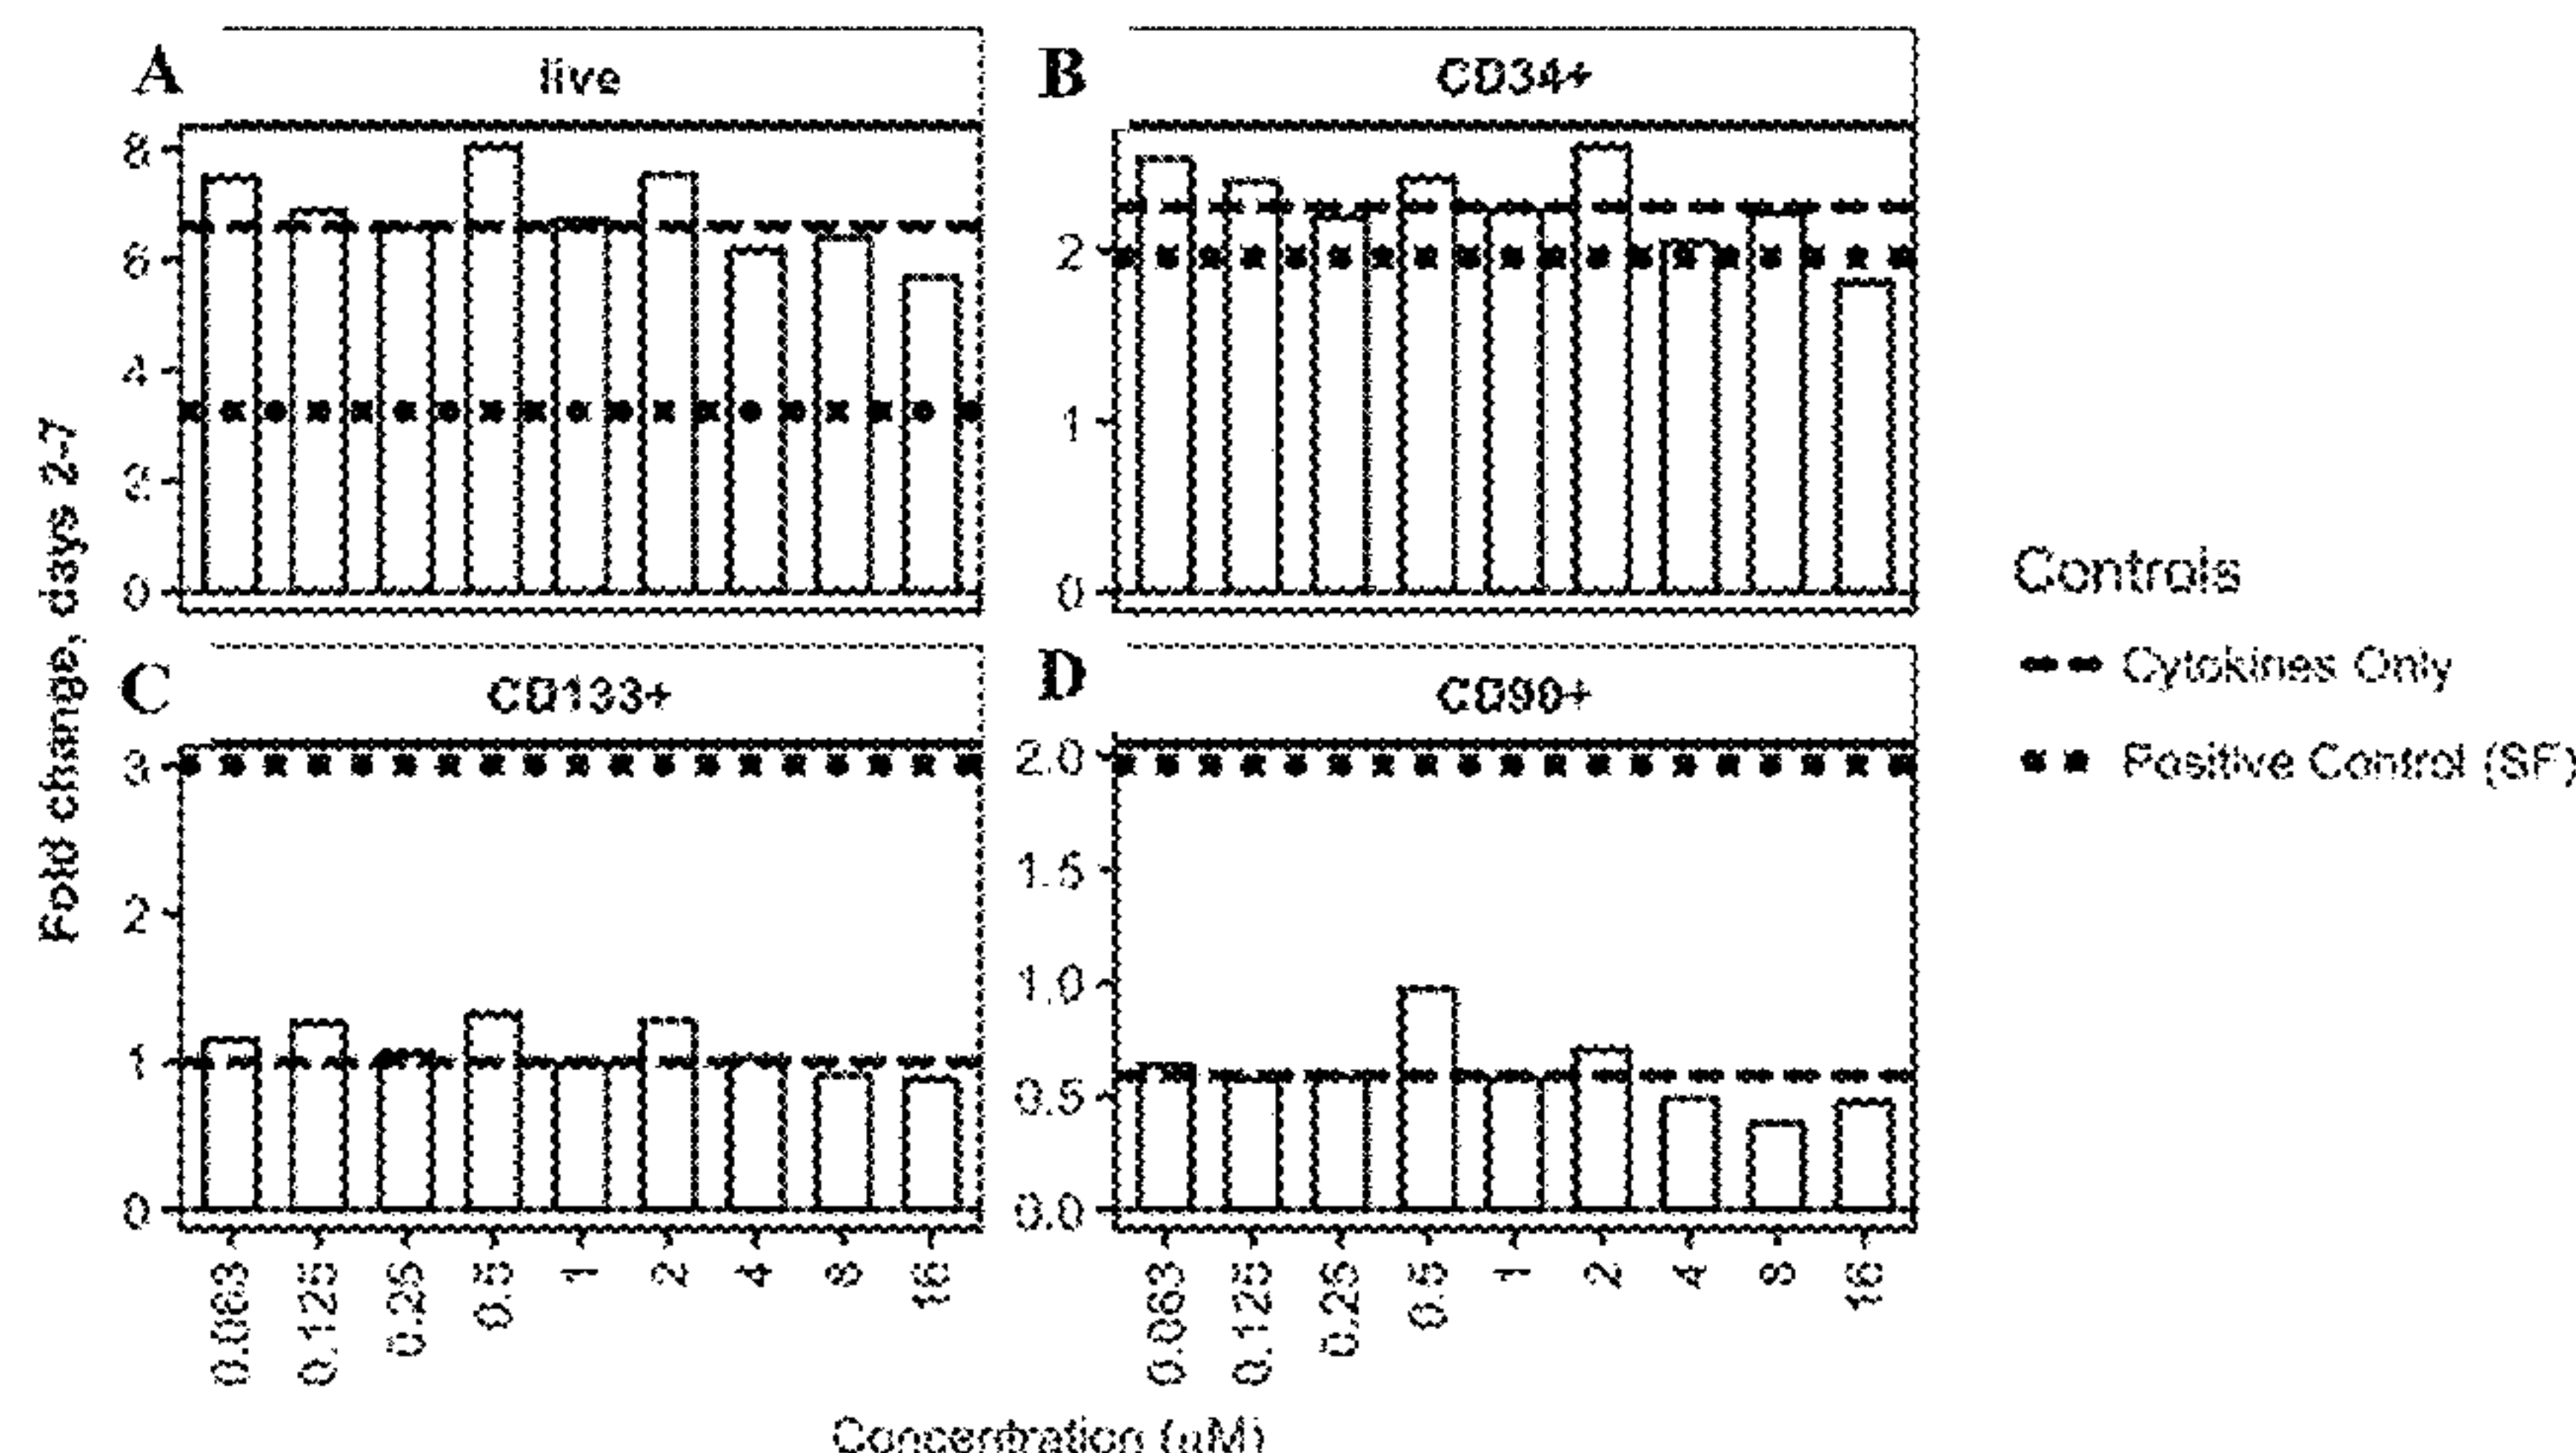 A
live
8
6
4
2
0
B
CD34+
2
1
0
Fold change, days 2-7
C
CD133+
3
2
1
0
0.063
0.125
0.25
0.5
1
2
4
8
16
D
CD90+
2.0
1.5
1.0
0.5
0.0
0.063
0.125
0.25
0.5
1
2
4
8
16
Concentration (uM)
Controls
Cytokines Only
Positive Control (SF)